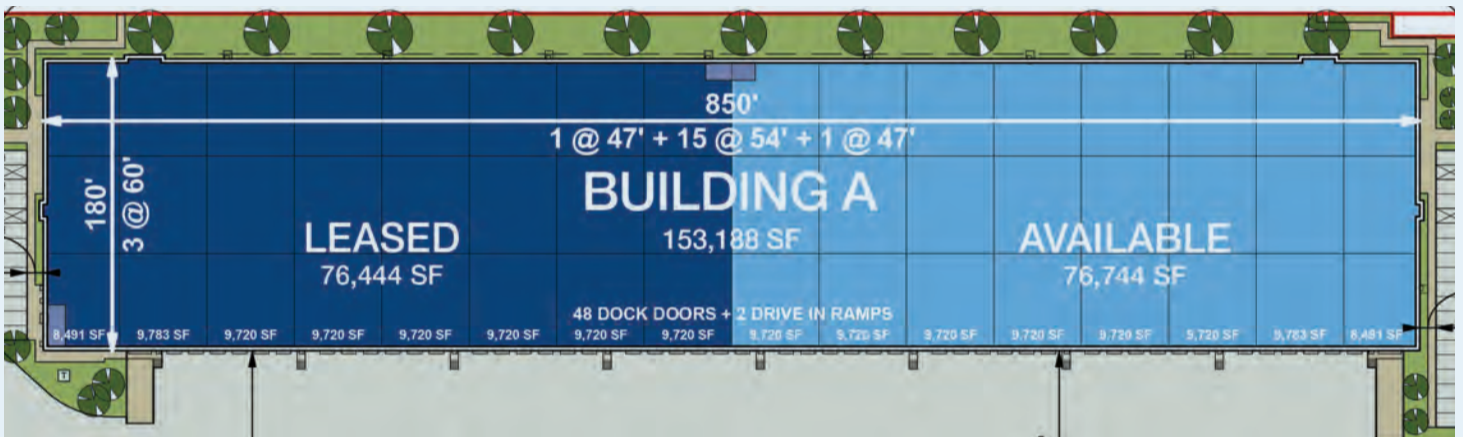 850'
1 @ 47' + 15 @ 54' + 1 @ 47'
180'
3 @ 60'
BUILDING A
153,188 SF
LEASED
76,444 SF
AVAILABLE
76,744 SF
48 DOCK DOORS + 2 DRIVE IN RAMPS
8,491 SF 9,783 SF 9,720 SF 9,720 SF 9,720 SF 9,720 SF 9,720 SF 9,720 SF 9,720 SF 9,720 SF 9,720 SF 9,720 SF 9,720 SF 9,720 SF 9,783 SF 8,491 SF
T